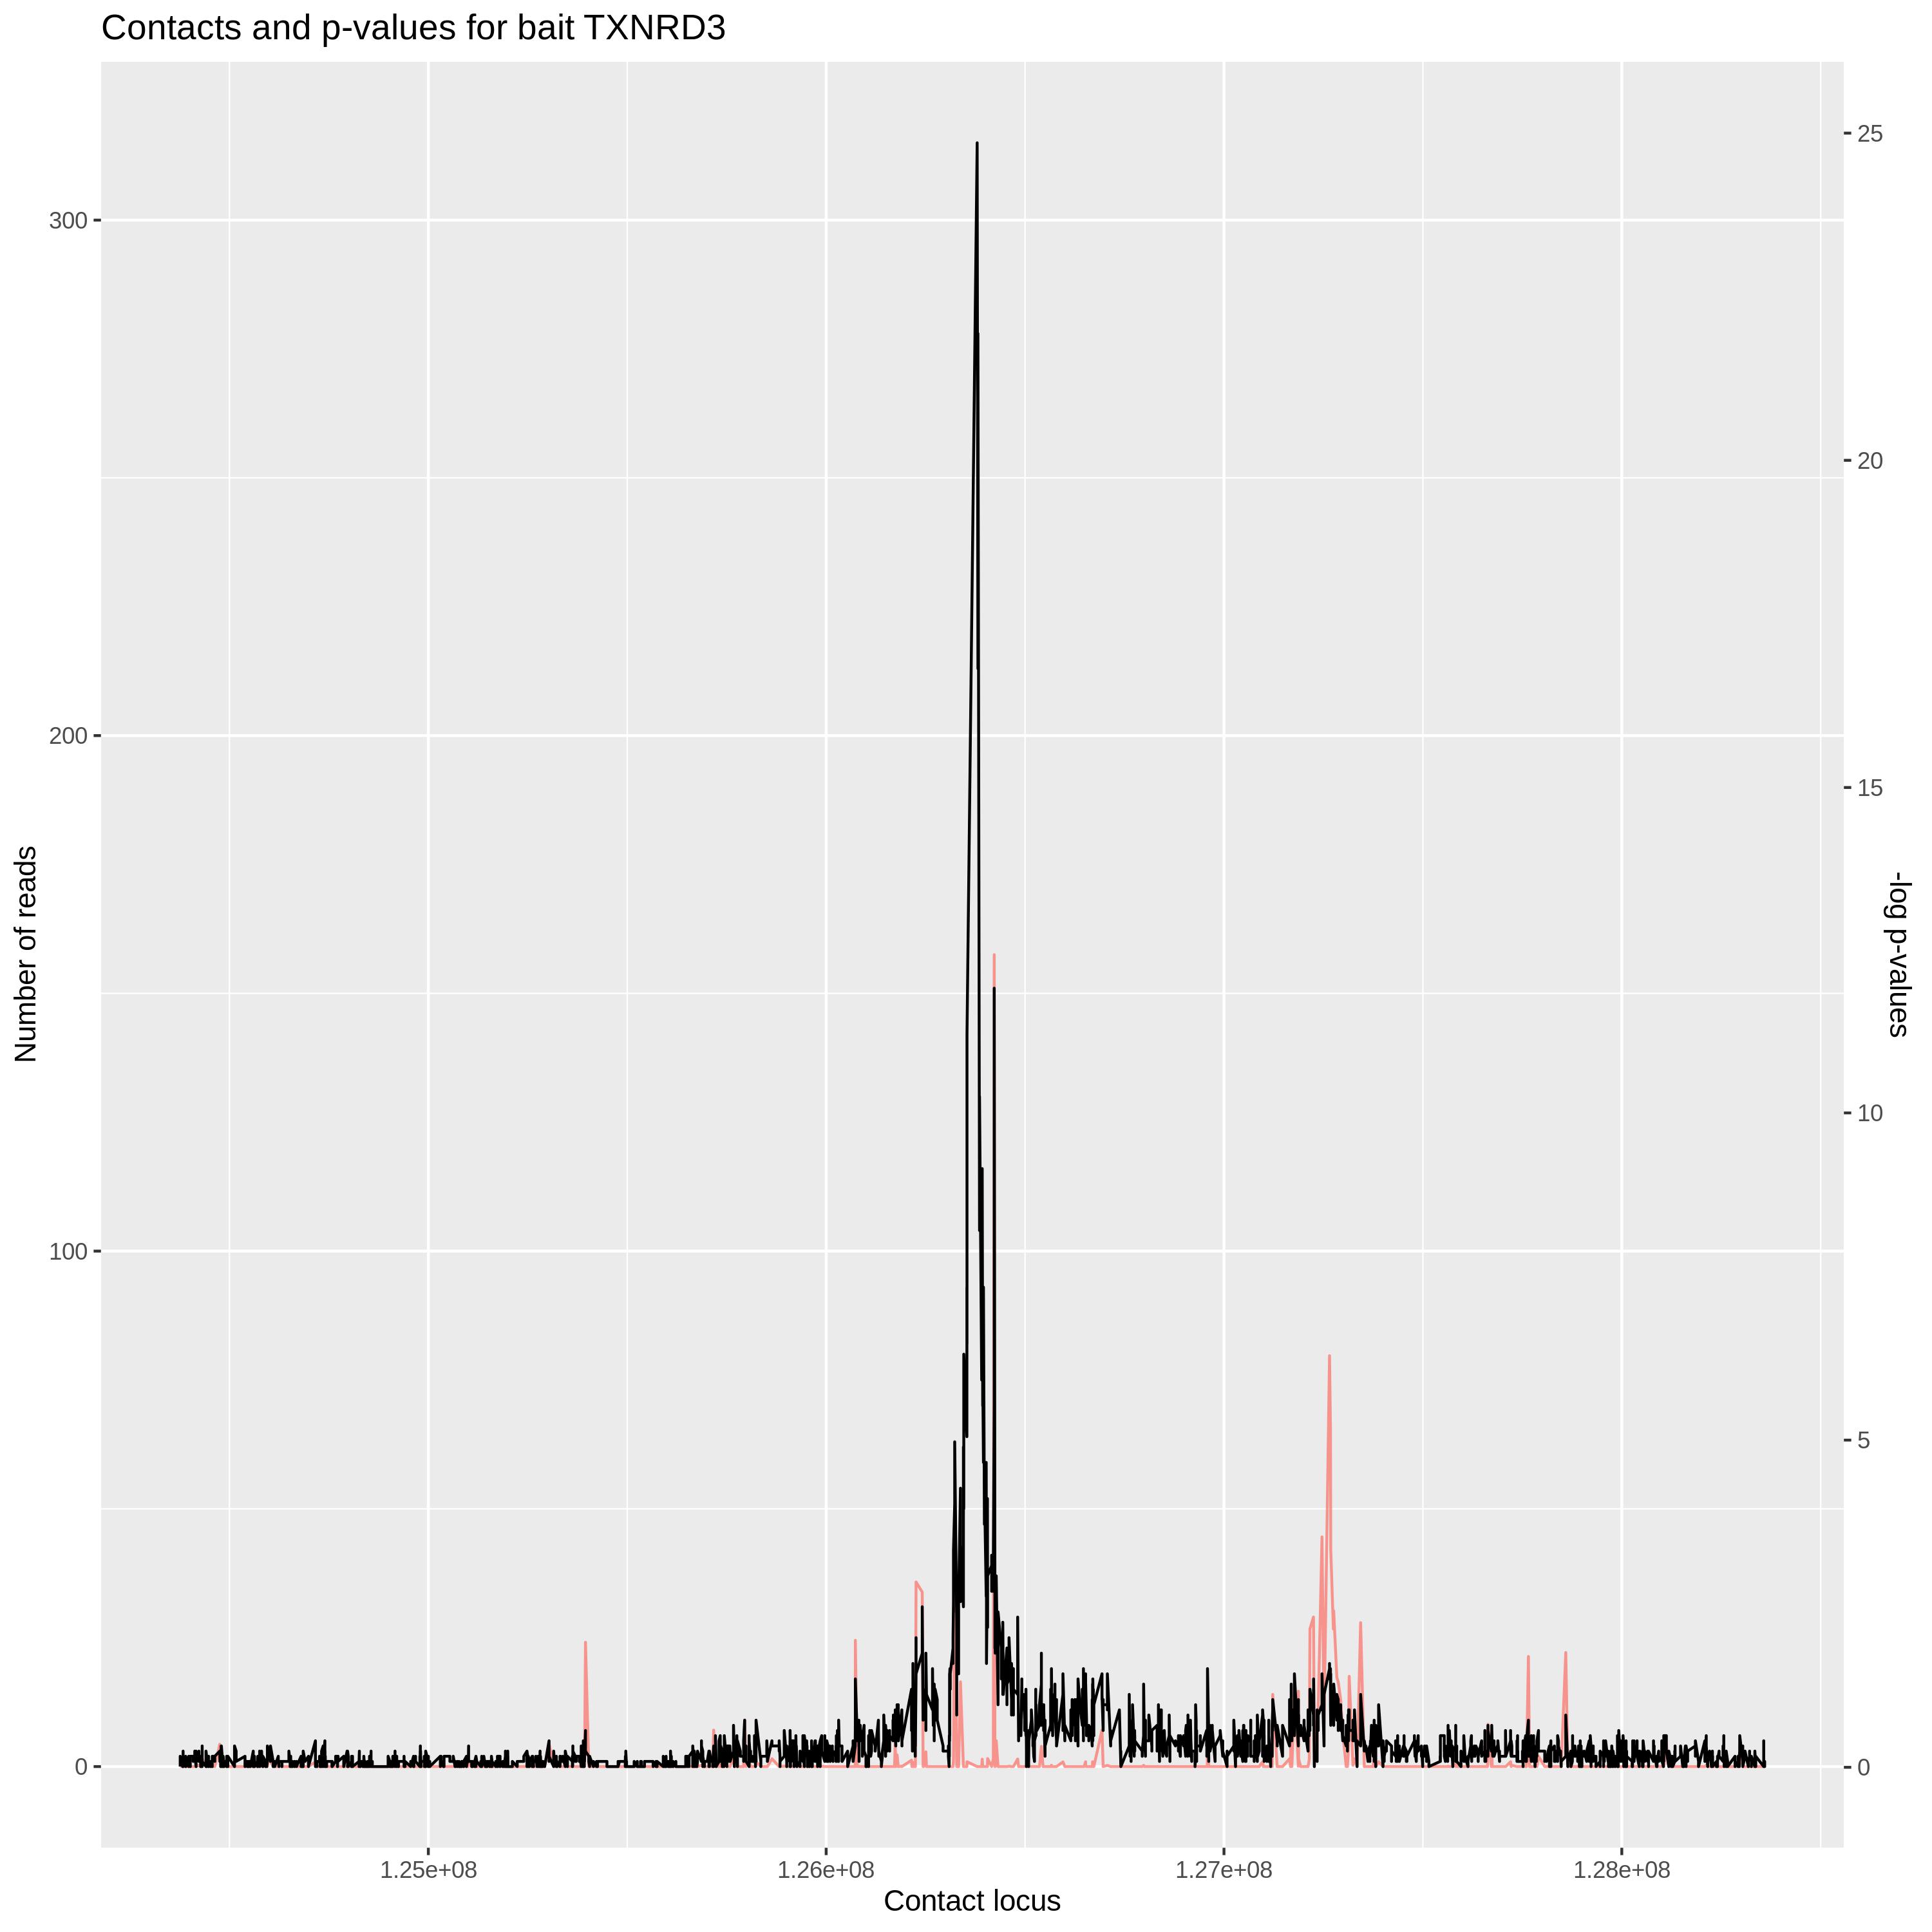 Contacts and p-values for bait TXNRD3
Number of reads
300
200
100
0
25
20
15
10
5
0
-log p-values
1.25e+08
1.26e+08
1.27e+08
1.28e+08
Contact locus